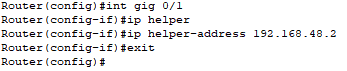 Router(config)#int gig 0/1
Router(config-if)#ip helper
Router(config-if)#ip helper-address 192.168.48.2
Router(config-if)#exit
Router(config)#